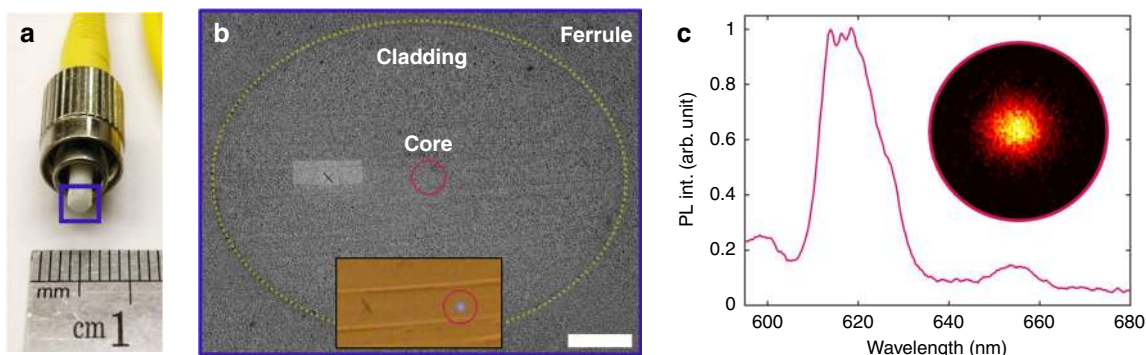 a
mm
cm 1
b
Cladding
Ferrule
Core
c
PL int. (arb. unit)
1
0.8
0.6
0.4
0.2
0
600
620
640
660
680
Wavelength (nm)